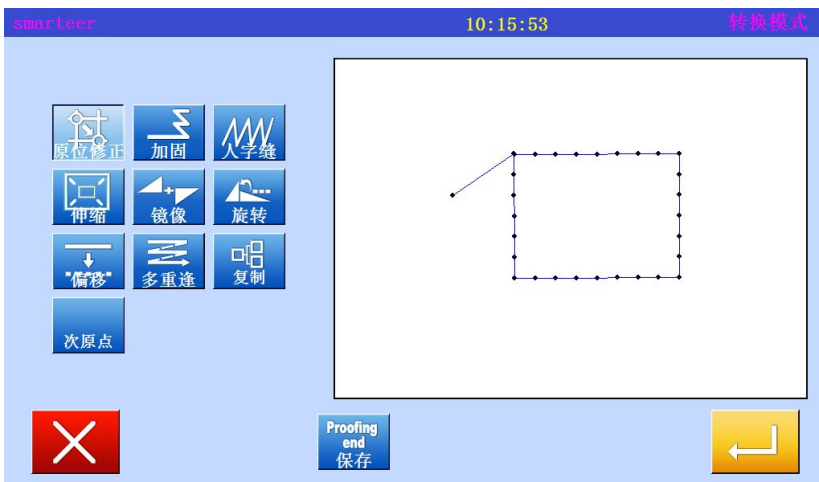 smarteer 10:15:53 转换模式
原位修正 加固 人字缝
伸缩 镜像 旋转
偏移 多重逢 复制
次原点
Proofing
end
保存